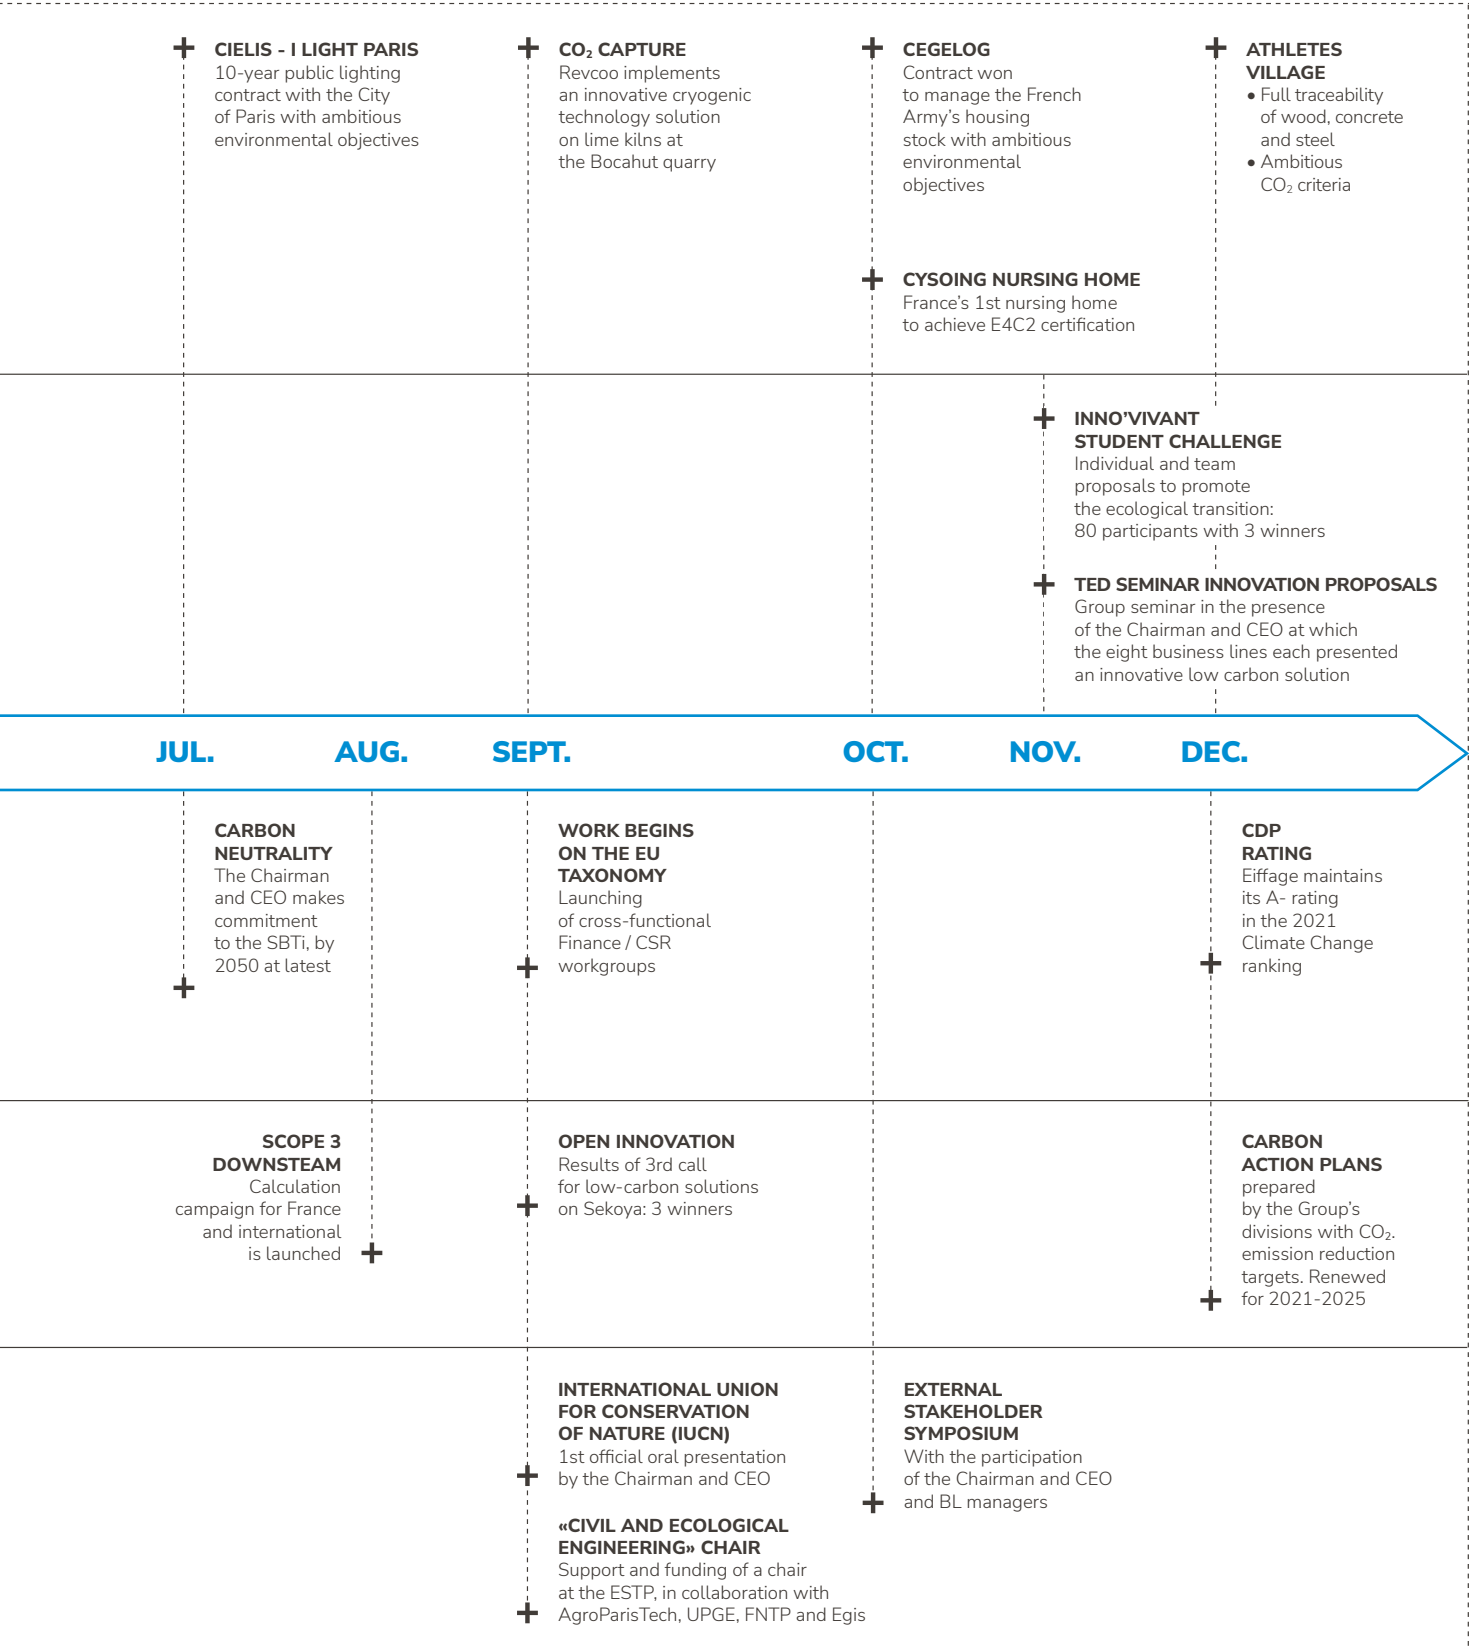 CIELIS - I LIGHT PARIS
10-year public lighting
contract with the City
of Paris with ambitious
environmental objectives
CO₂ CAPTURE
Revcoo implements
an innovative cryogenic
technology solution
on lime kilns at
the Bocahut quarry
CEGELOG
Contract won
to manage the French
Army's housing
stock with ambitious
environmental
objectives
ATHLETES
VILLAGE
• Full traceability
of wood, concrete
and steel
• Ambitious
CO₂ criteria
CYSOING NURSING HOME
France's 1st nursing home
to achieve E4C2 certification
INNO'VIVANT
STUDENT CHALLENGE
Individual and team
proposals to promote
the ecological transition:
80 participants with 3 winners
TED SEMINAR INNOVATION PROPOSALS
Group seminar in the presence
of the Chairman and CEO at which
the eight business lines each presented
an innovative low carbon solution
JUL.
AUG.
SEPT.
OCT.
NOV.
DEC.
CARBON
NEUTRALITY
The Chairman
and CEO makes
commitment
to the SBTi, by
2050 at latest
WORK BEGINS
ON THE EU
TAXONOMY
Launching
of cross-functional
Finance / CSR
workgroups
CDP
RATING
Eiffage maintains
its A- rating
in the 2021
Climate Change
ranking
SCOPE 3
DOWNSTEAM
Calculation
campaign for France
and international
is launched
OPEN INNOVATION
Results of 3rd call
for low-carbon solutions
on Sekoya: 3 winners
CARBON
ACTION PLANS
prepared
by the Group's
divisions with CO₂.
emission reduction
targets. Renewed
for 2021-2025
INTERNATIONAL UNION
FOR CONSERVATION
OF NATURE (IUCN)
1st official oral presentation
by the Chairman and CEO
EXTERNAL
STAKEHOLDER
SYMPOSIUM
With the participation
of the Chairman and CEO
and BL managers
«CIVIL AND ECOLOGICAL
ENGINEERING» CHAIR
Support and funding of a chair
at the ESTP, in collaboration with
AgroParisTech, UPGE, FNTP and Egis